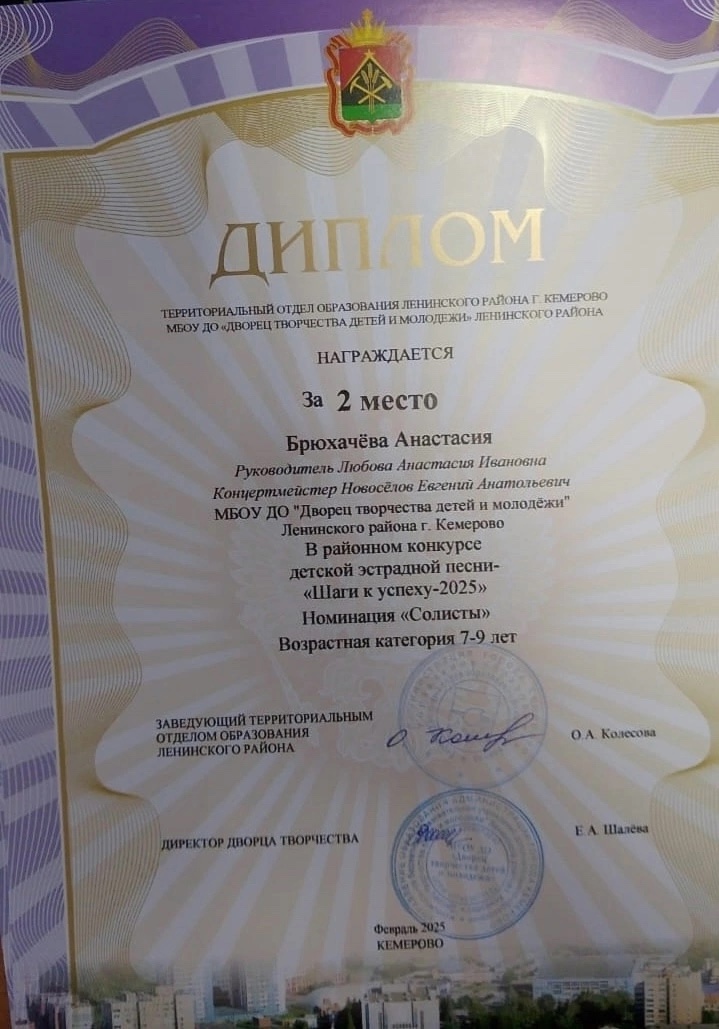 ДИПЛОМ
ТЕРРИТОРИАЛЬНЫЙ ОТДЕЛ ОБРАЗОВАНИЯ ЛЕНИНСКОГО РАЙОНА Г. КЕМЕРОВО
МБОУ ДО «ДВОРЕЦ ТВОРЧЕСТВА ДЕТЕЙ И МОЛОДЕЖИ» ЛЕНИНСКОГО РАЙОНА
НАГРАЖДАЕТСЯ
За 2 место
Брюхачёва Анастасия
Руководитель Любова Анастасия Ивановна
Концертмейстер Новосёлов Евгений Анатольевич
МБОУ ДО "Дворец творчества детей и молодёжи"
Ленинского района г. Кемерово
В районном конкурсе
детской эстрадной песни-
«Шаги к успеху-2025»
Номинация «Солисты»
Возрастная категория 7-9 лет
ЗАВЕДУЮЩИЙ ТЕРРИТОРИАЛЬНЫМ
ОТДЕЛОМ ОБРАЗОВАНИЯ
ЛЕНИНСКОГО РАЙОНА
О.А. Колесова
ДИРЕКТОР ДВОРЦА ТВОРЧЕСТВА
Е.А. Шалёва
Февраль 2025
КЕМЕРОВО